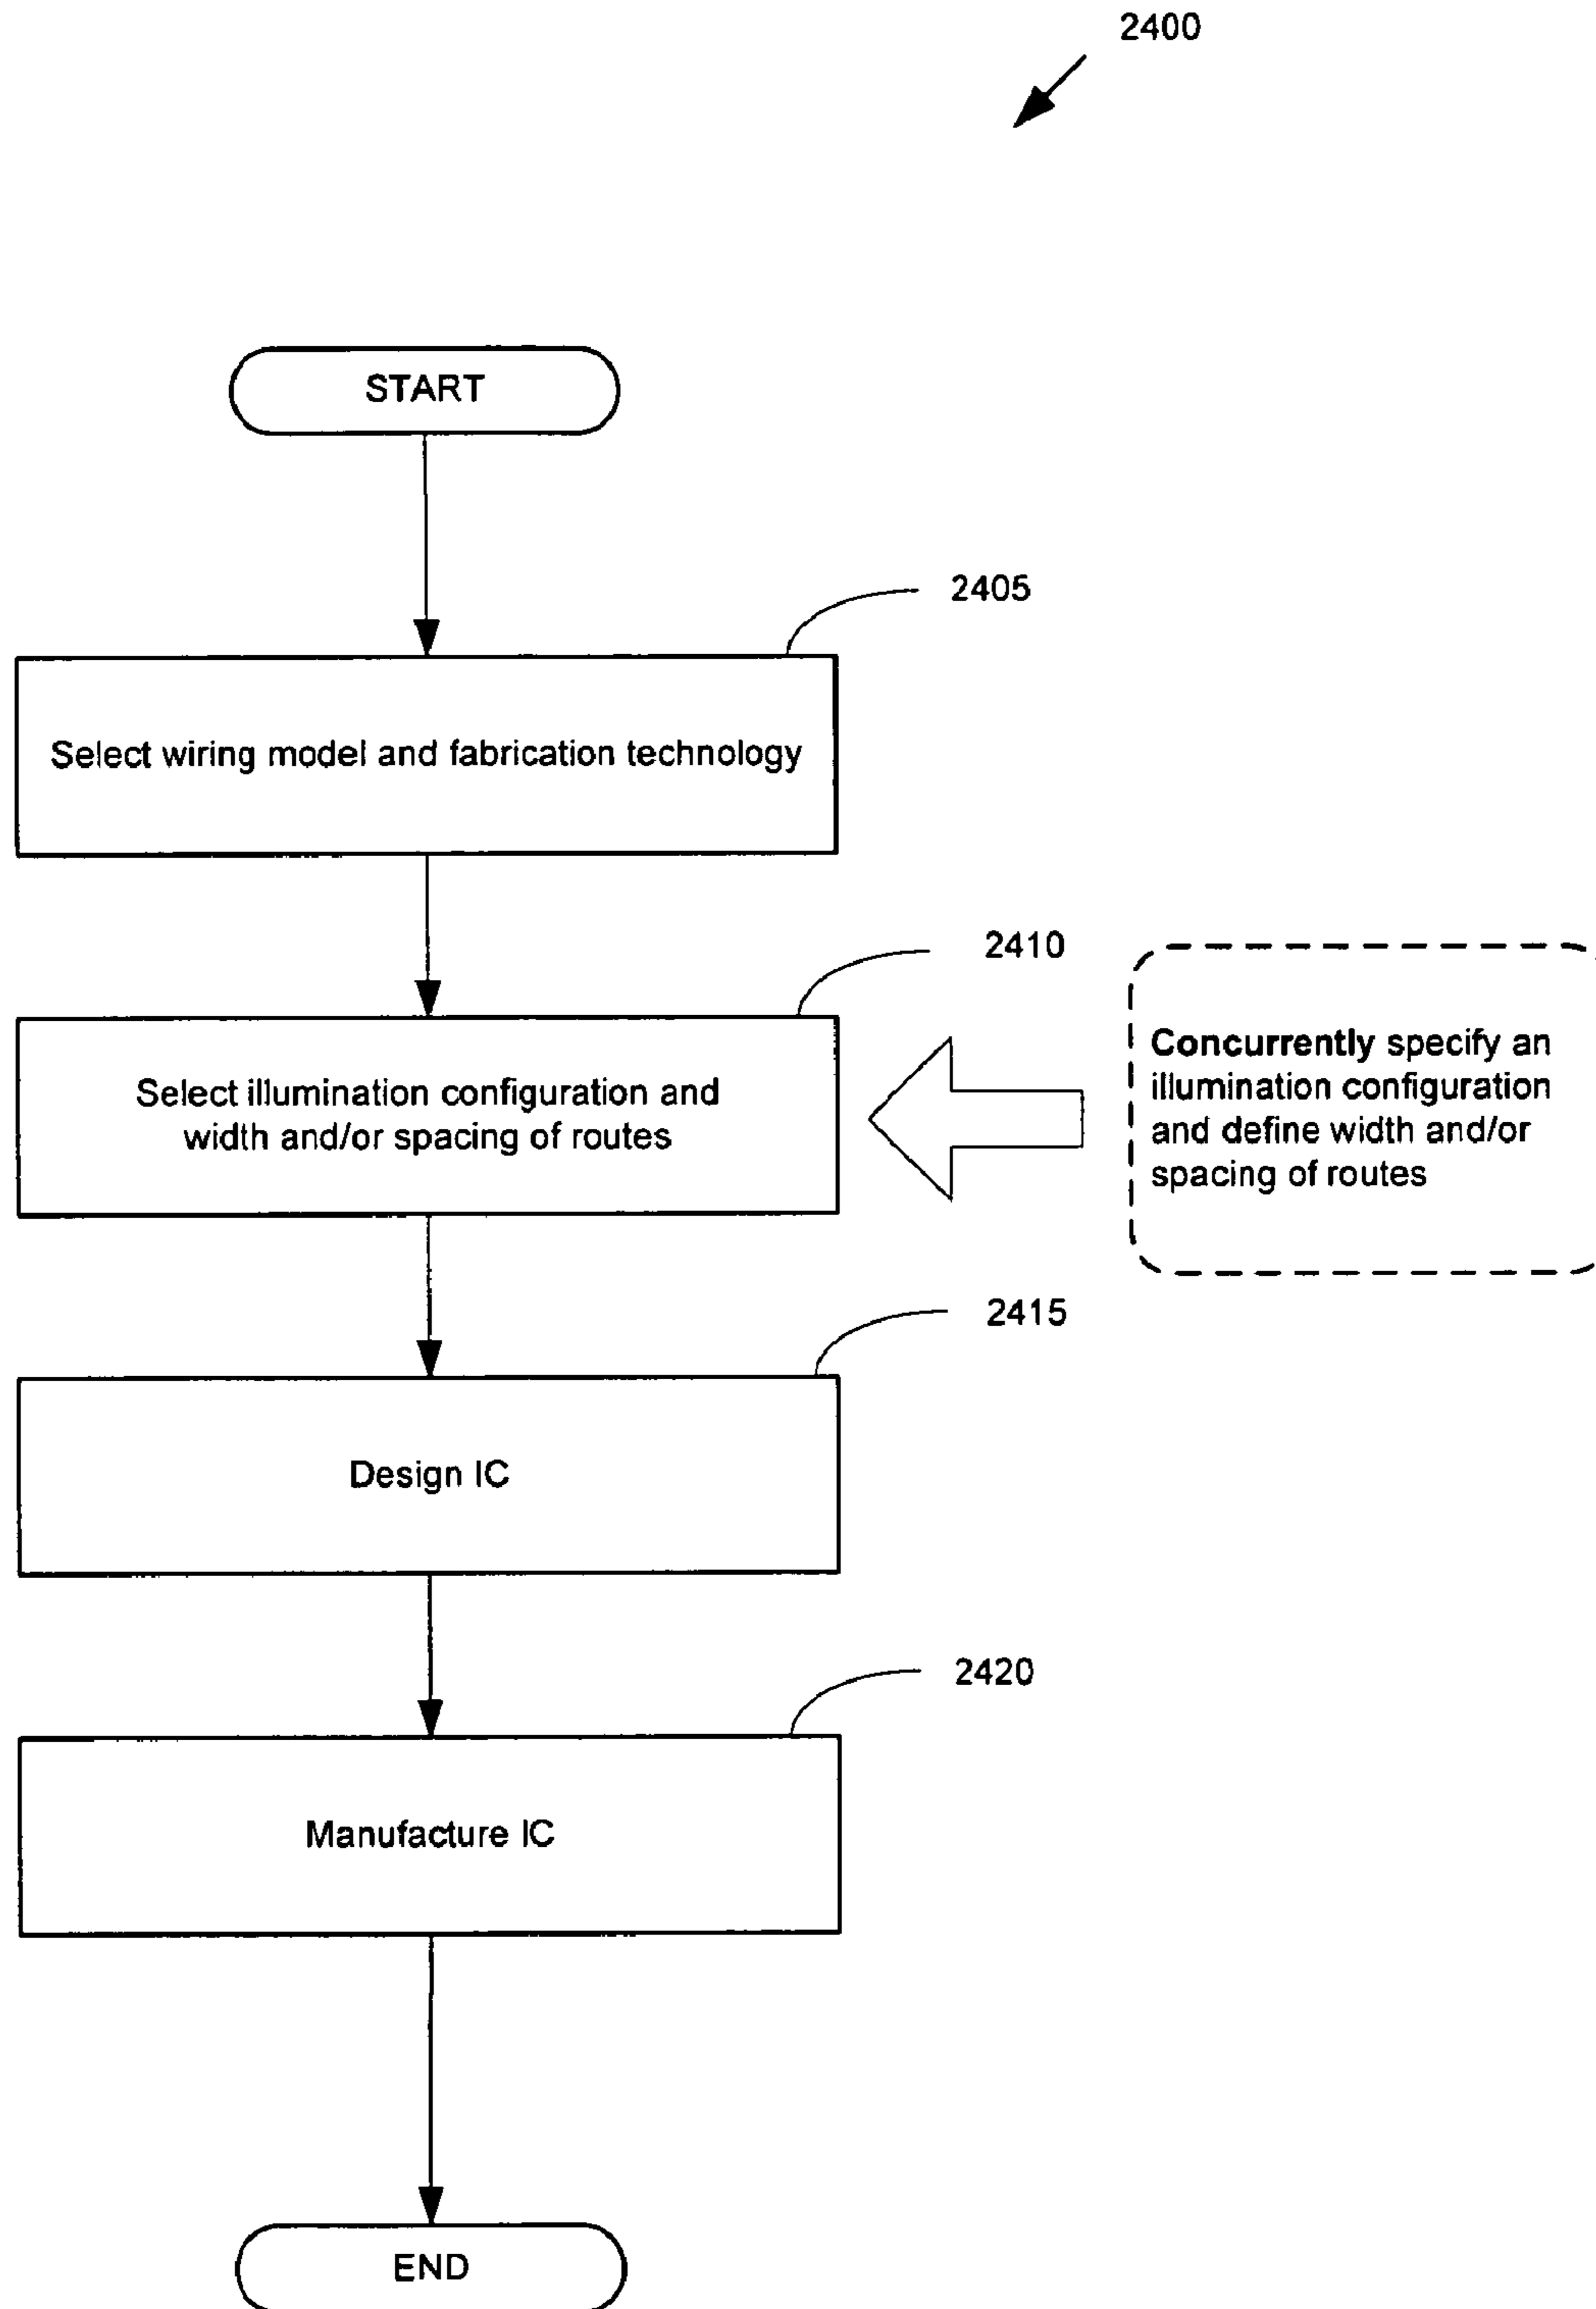 2400
START
2405
Select wiring model and fabrication technology
2410
Select illumination configuration and
width and/or spacing of routes
Concurrently specify an
illumination configuration
and define width and/or
spacing of routes
2415
Design IC
2420
Manufacture IC
END